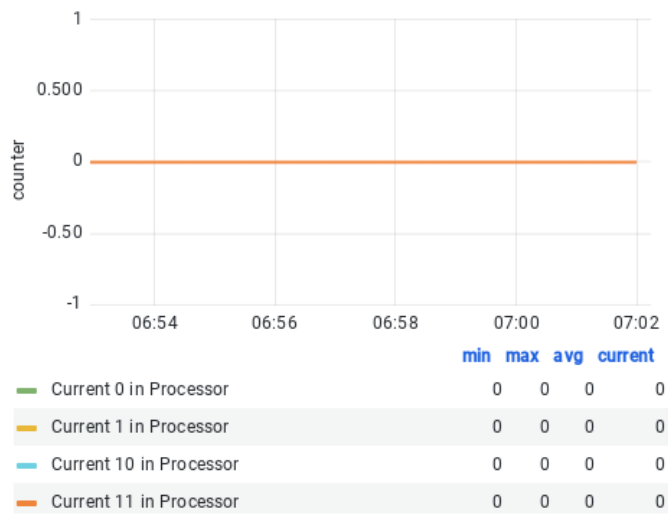 1
0.500
0
-0.50
-1
counter
06:54 06:56 06:58 07:00 07:02
min max avg current
Current 0 in Processor 0 0 0 0
Current 1 in Processor 0 0 0 0
Current 10 in Processor 0 0 0 0
Current 11 in Processor 0 0 0 0